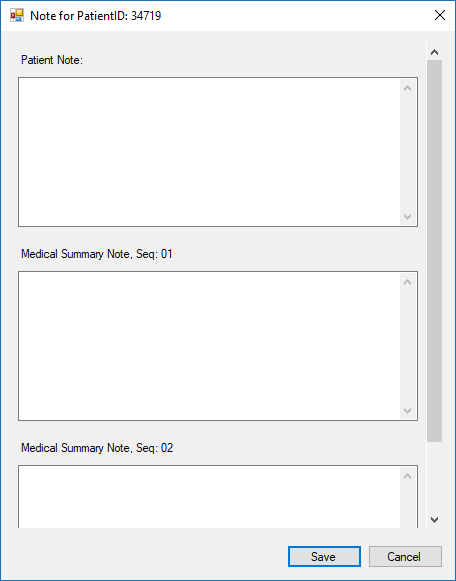 Note for PatientID: 34719
Patient Note:
Medical Summary Note, Seq: 01
Medical Summary Note, Seq: 02
Save
Cancel